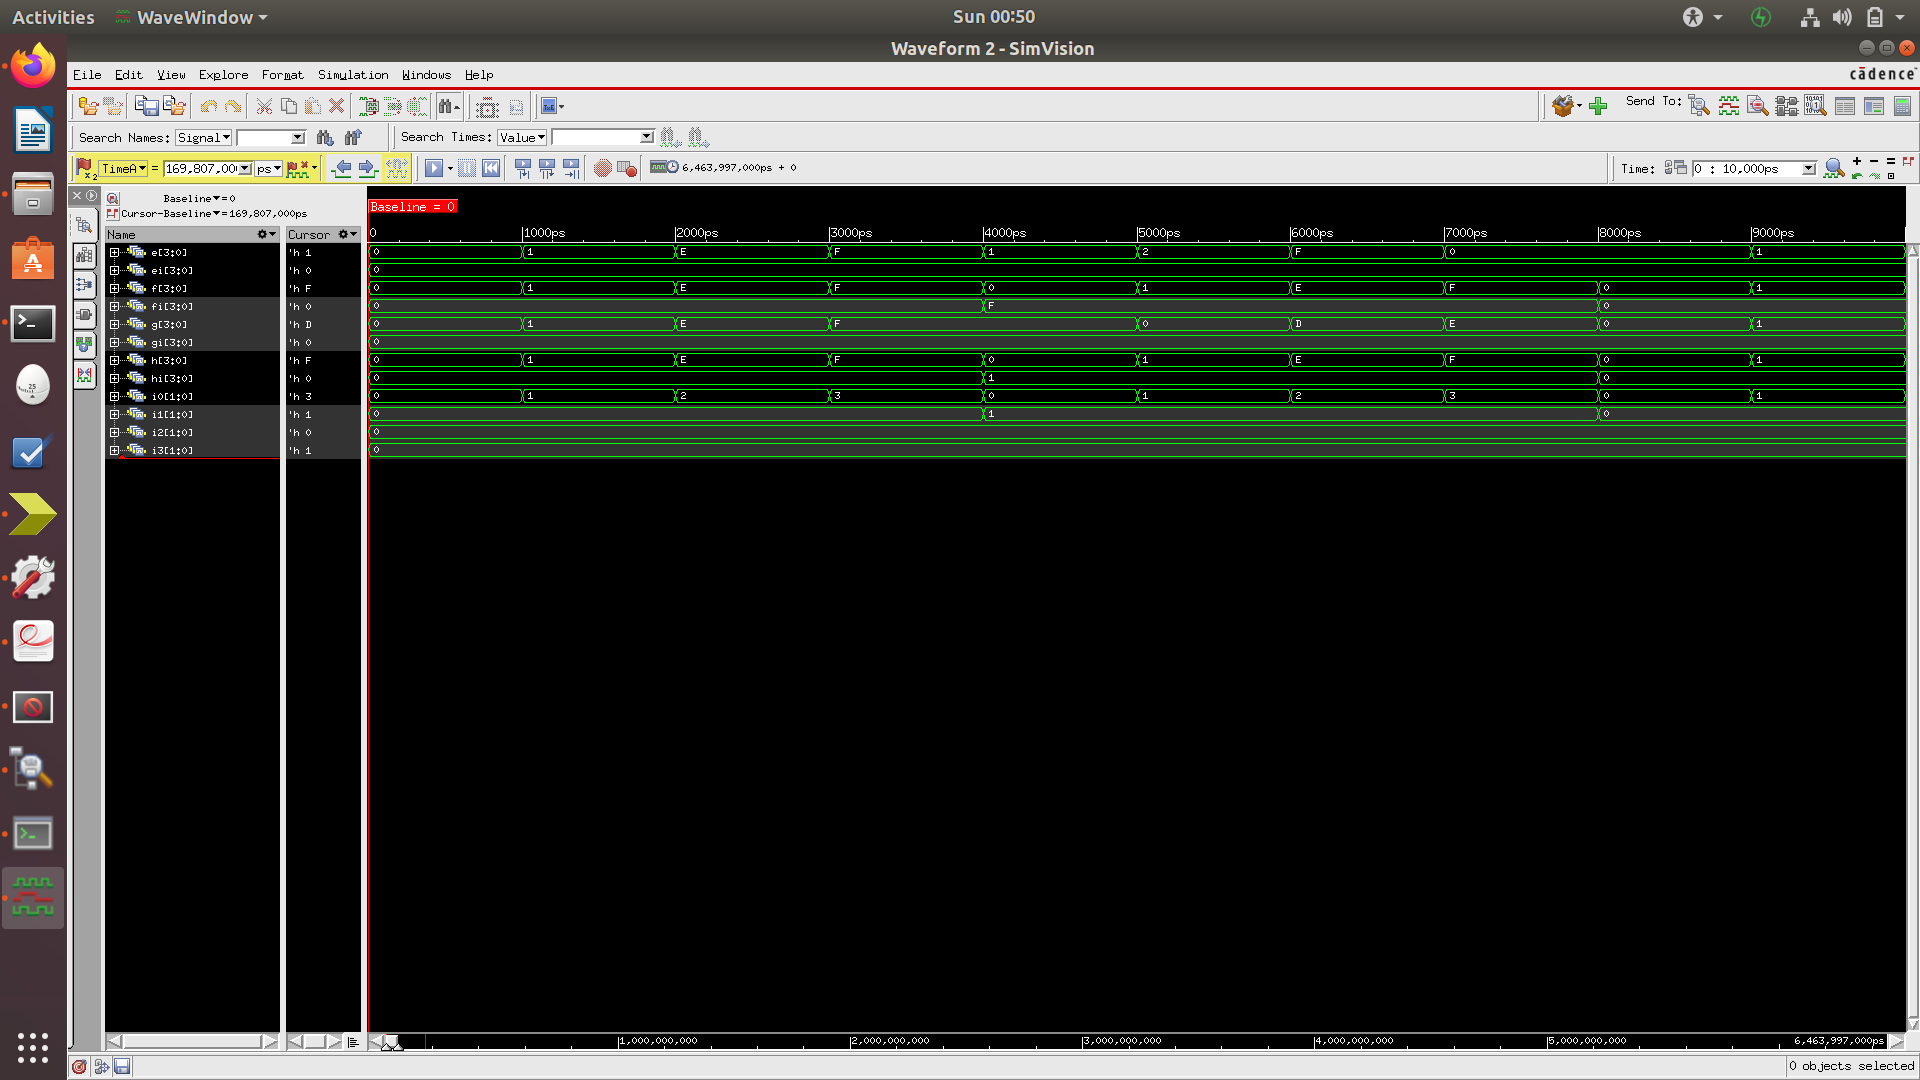 Activities
WaveWindow
Sun 00:50
Waveform 2 - SimVision
File Edit View Explore Format Simulation Windows Help
cādence
Send To:
Search Names: Signal
Search Times: Value
TimeA = 169,807,00 ps
6,463,997,000ps + 0
Time: 0 : 10,000ps
Baseline = 0
Cursor-Baseline = 169,807,000ps
Baseline = 0
Name Cursor
0 1000ps 2000ps 3000ps 4000ps 5000ps 6000ps 7000ps 8000ps 9000ps
e[3:0] 'h 1 0 1 E F 1 2 F 0 1
ei[3:0] 'h 0 0
f[3:0] 'h F 0 1 E F 0 1 E F 0 1
fi[3:0] 'h 0 0 F 0
g[3:0] 'h D 0 1 E F 0 D E 0 1
gi[3:0] 'h 0 0
h[3:0] 'h F 0 1 E F 0 1 E F 0 1
hi[3:0] 'h 0 0 1 0
i0[1:0] 'h 3 0 1 2 3 0 1 2 3 0 1
i1[1:0] 'h 1 0 1 0
i2[1:0] 'h 0 0
i3[1:0] 'h 1 0
1,000,000,000 2,000,000,000 3,000,000,000 4,000,000,000 5,000,000,000 6,463,997,000ps
0 objects selected